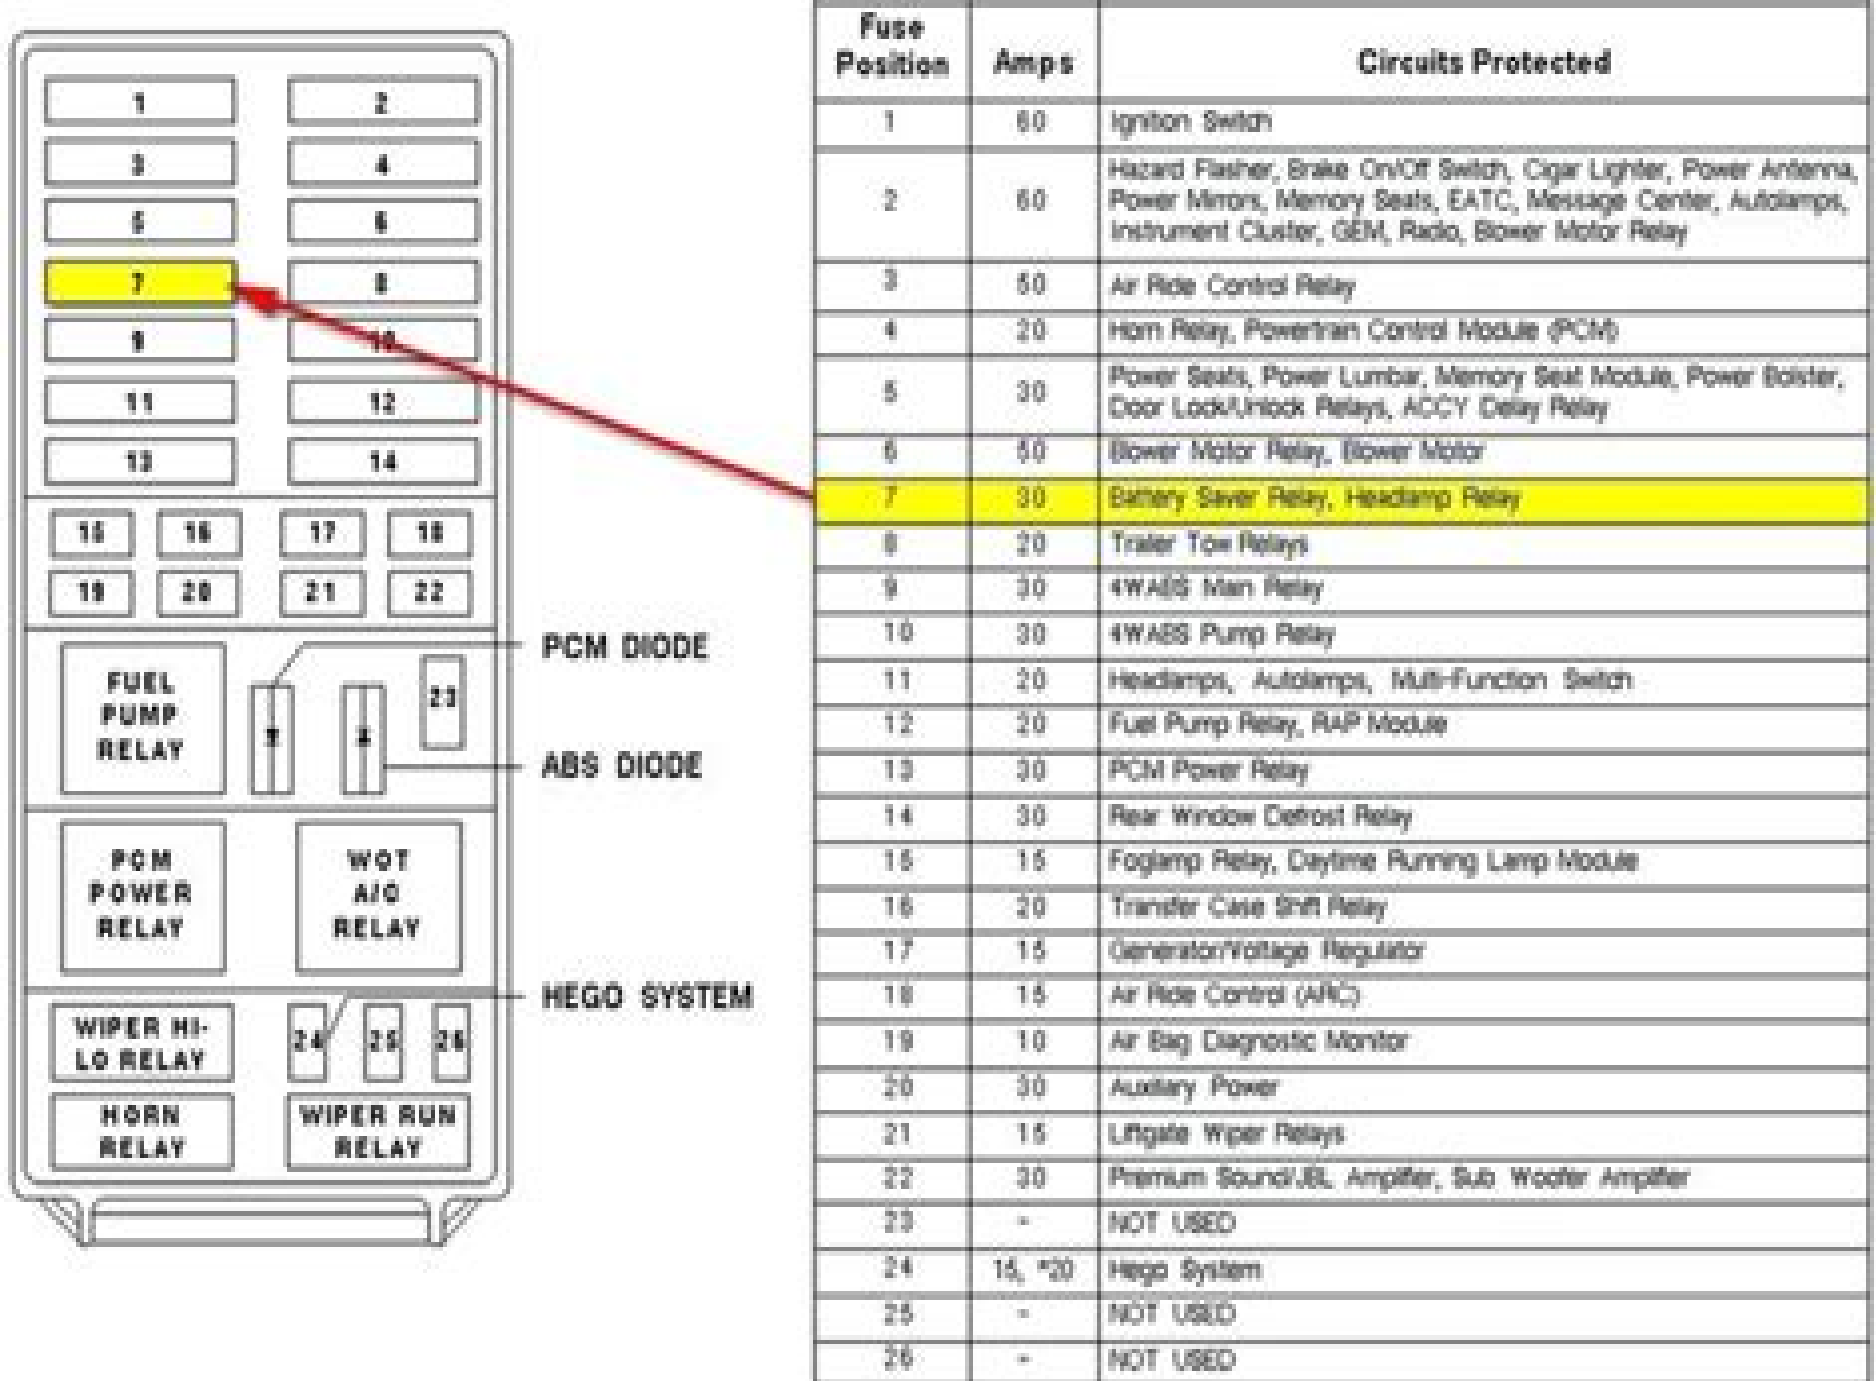 1
2
3
4
5
6
7
8
9
10
11
12
13
14
15
16
17
18
19
20
21
22
FUEL
PUMP
RELAY
23
PCM DIODE
ABS DIODE
PCM
POWER
RELAY
WOT
A/C
RELAY
HEGO SYSTEM
WIPER HI-
LO RELAY
24
25
26
HORN
RELAY
WIPER RUN
RELAY
Fuse
Position Amps Circuits Protected
1 60 Ignition Switch
2 60 Hazard Flasher, Brake On/Off Switch, Cigar Lighter, Power Antenna,
Power Mirrors, Memory Seats, EATC, Message Center, Autolamps,
Instrument Cluster, GEM, Radio, Blower Motor Relay
3 50 Air Ride Control Relay
4 20 Horn Relay, Powertrain Control Module (PCM)
5 30 Power Seats, Power Lumbar, Memory Seat Module, Power Bolster,
Door Lock/Unlock Relays, ACCY Delay Relay
6 50 Blower Motor Relay, Blower Motor
7 30 Battery Saver Relay, Headlamp Relay
8 20 Trailer Tow Relays
9 30 4WABS Main Relay
10 30 4WABS Pump Relay
11 20 Headlamps, Autolamps, Multi-Function Switch
12 20 Fuel Pump Relay, RAP Module
13 30 PCM Power Relay
14 30 Rear Window Defrost Relay
15 15 Foglamp Relay, Daytime Running Lamp Module
16 20 Transfer Case Shift Relay
17 15 Generator/Voltage Regulator
18 15 Air Ride Control (ARC)
19 10 Air Bag Diagnostic Monitor
20 30 Auxiliary Power
21 15 Liftgate Wiper Relays
22 30 Premium Sound/JBL Amplifier, Sub Woofer Amplifier
23 - NOT USED
24 15, *20 Hego System
25 - NOT USED
26 - NOT USED